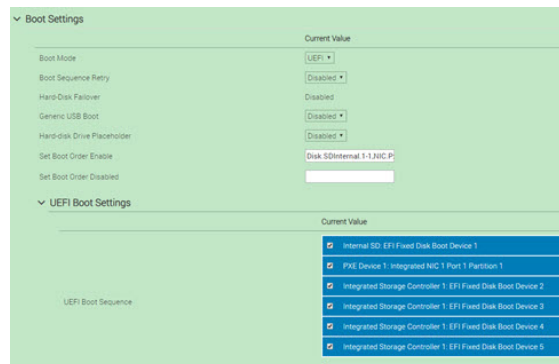 Boot Settings
Current Value
Boot Mode UEFI
Boot Sequence Retry Disabled
Hard-Disk Failover Disabled
Generic USB Boot Disabled
Hard-disk Drive Placeholder Disabled
Set Boot Order Enable Disk.SDInternal.1-1,NIC.P
Set Boot Order Disabled
UEFI Boot Settings
Current Value
UEFI Boot Sequence
Internal SD: EFI Fixed Disk Boot Device 1
PXE Device 1: Integrated NIC 1 Port 1 Partition 1
Integrated Storage Controller 1: EFI Fixed Disk Boot Device 2
Integrated Storage Controller 1: EFI Fixed Disk Boot Device 3
Integrated Storage Controller 1: EFI Fixed Disk Boot Device 4
Integrated Storage Controller 1: EFI Fixed Disk Boot Device 5